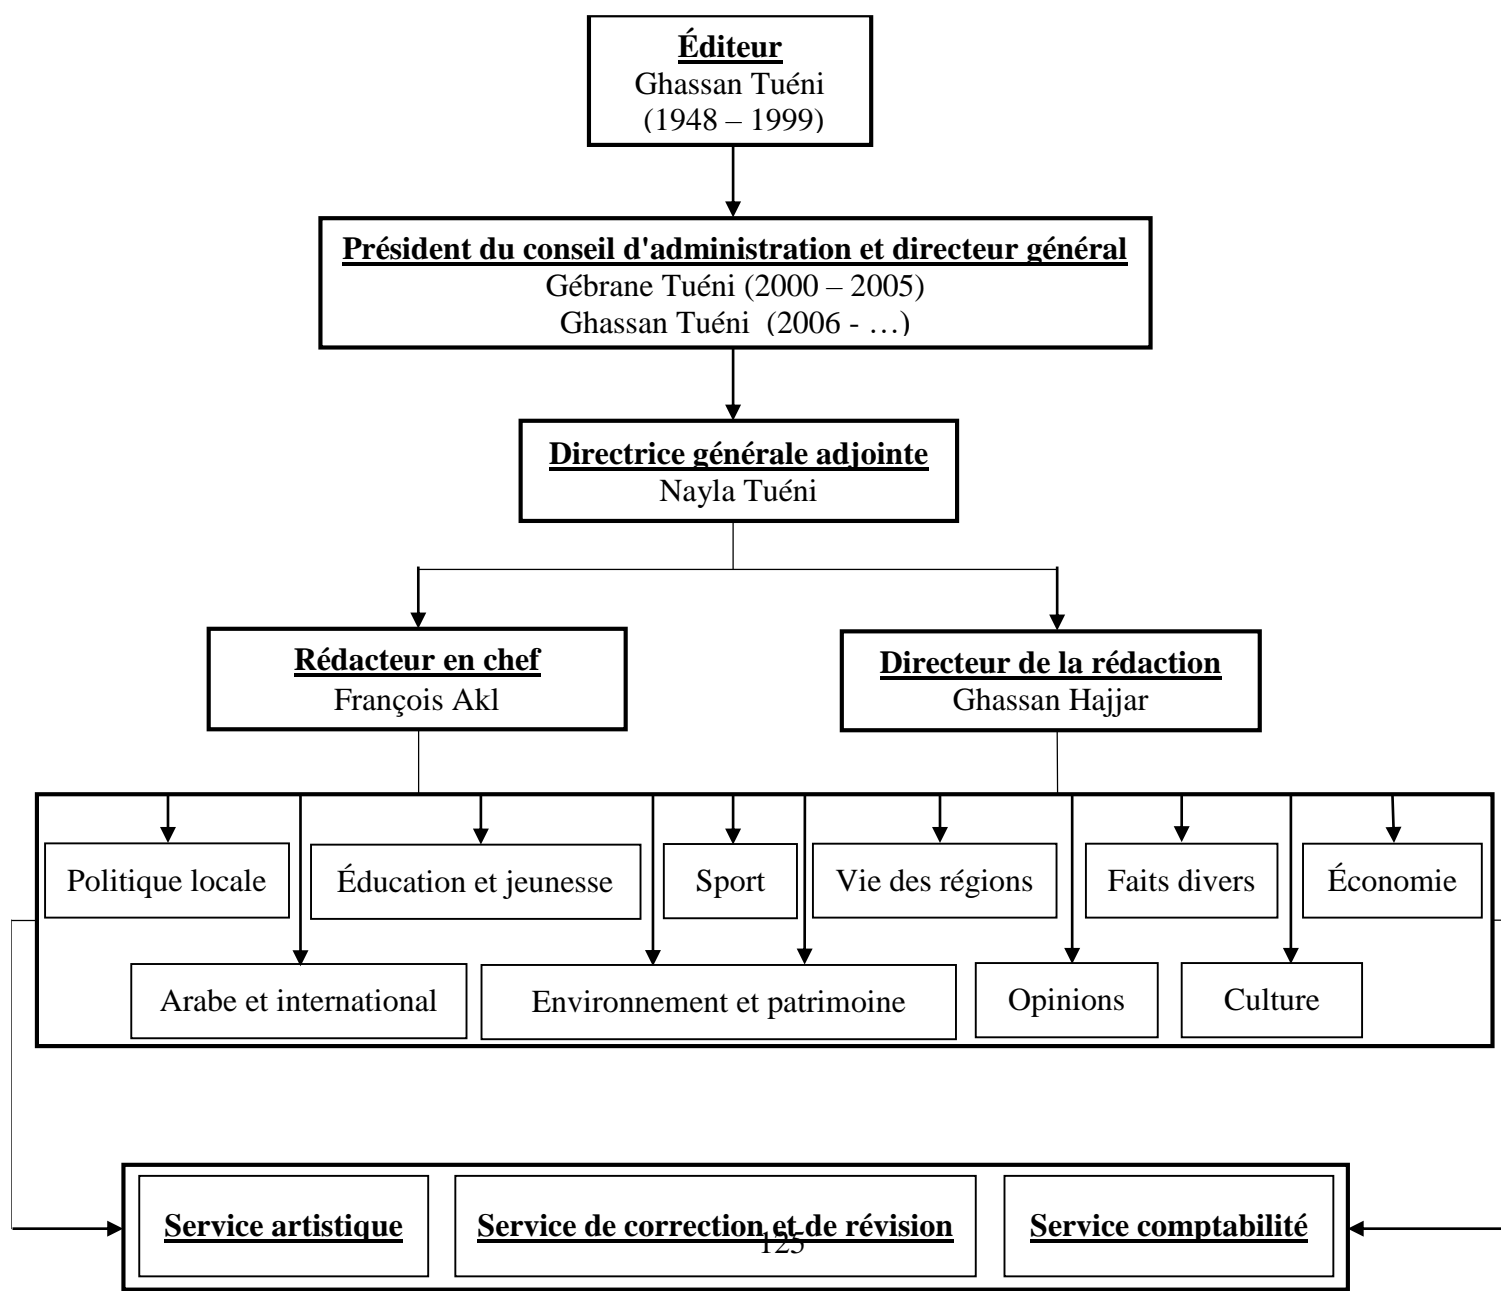 Éditeur
Ghassan Tuéni
(1948 – 1999)
Président du conseil d'administration et directeur général
Gébrane Tuéni (2000 – 2005)
Ghassan Tuéni  (2006 - …)
Directrice générale adjointe
Nayla Tuéni
Rédacteur en chef
François Akl
Directeur de la rédaction
Ghassan Hajjar
Politique locale
Éducation et jeunesse
Sport
Vie des régions
Faits divers
Économie
Arabe et international
Environnement et patrimoine
Opinions
Culture
Service artistique
Service de correction et de révision
Service comptabilité
125